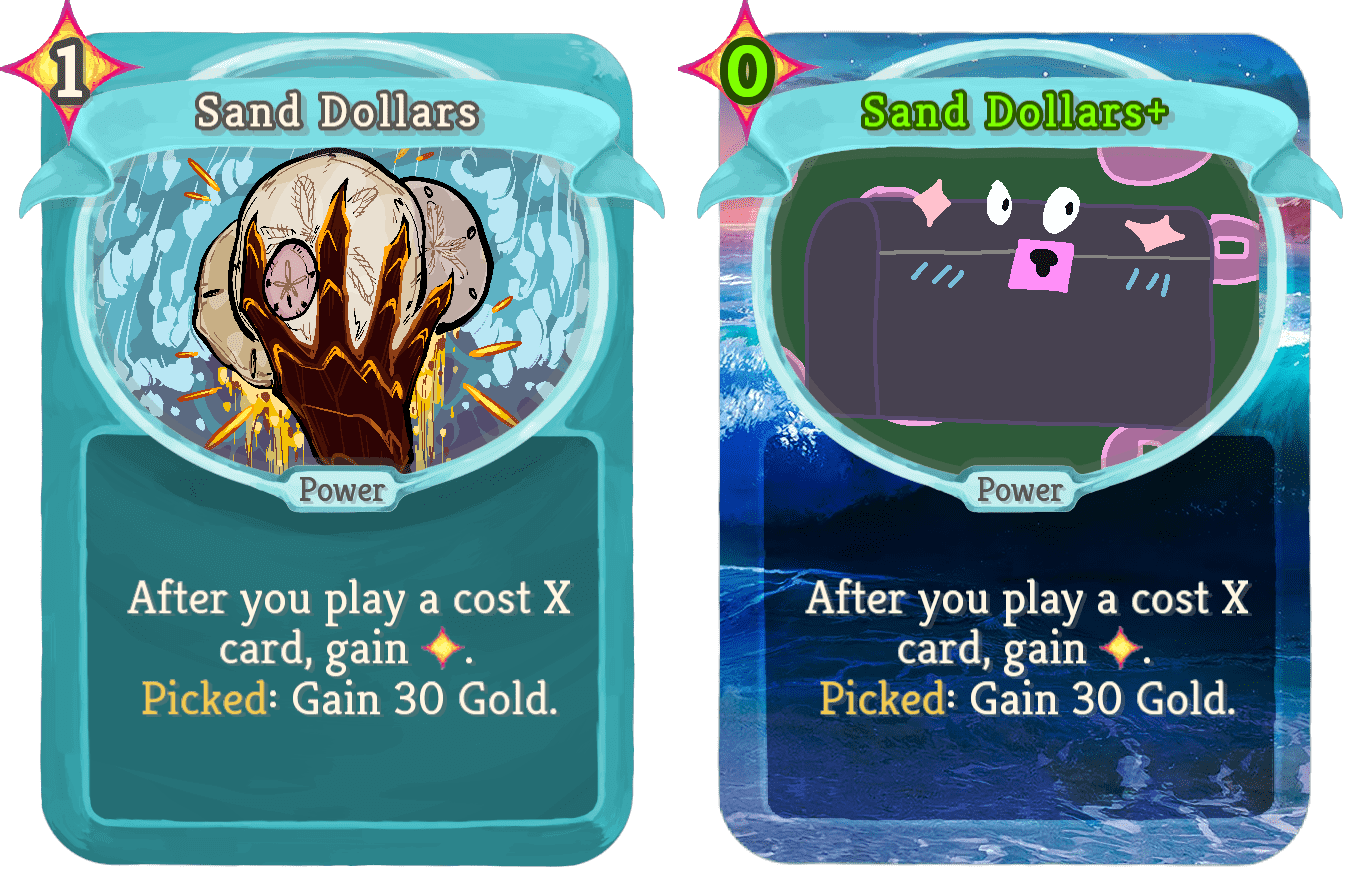 1
Sand Dollars
Power
After you play a cost X
card, gain .
Picked: Gain 30 Gold.
0
Sand Dollars+
Power
After you play a cost X
card, gain .
Picked: Gain 30 Gold.